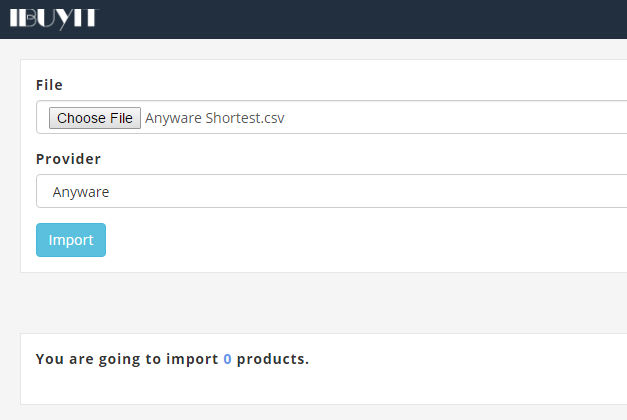 IBUYIT
File
Choose File Anyware Shortest.csv
Provider
Anyware
Import
You are going to import 0 products.